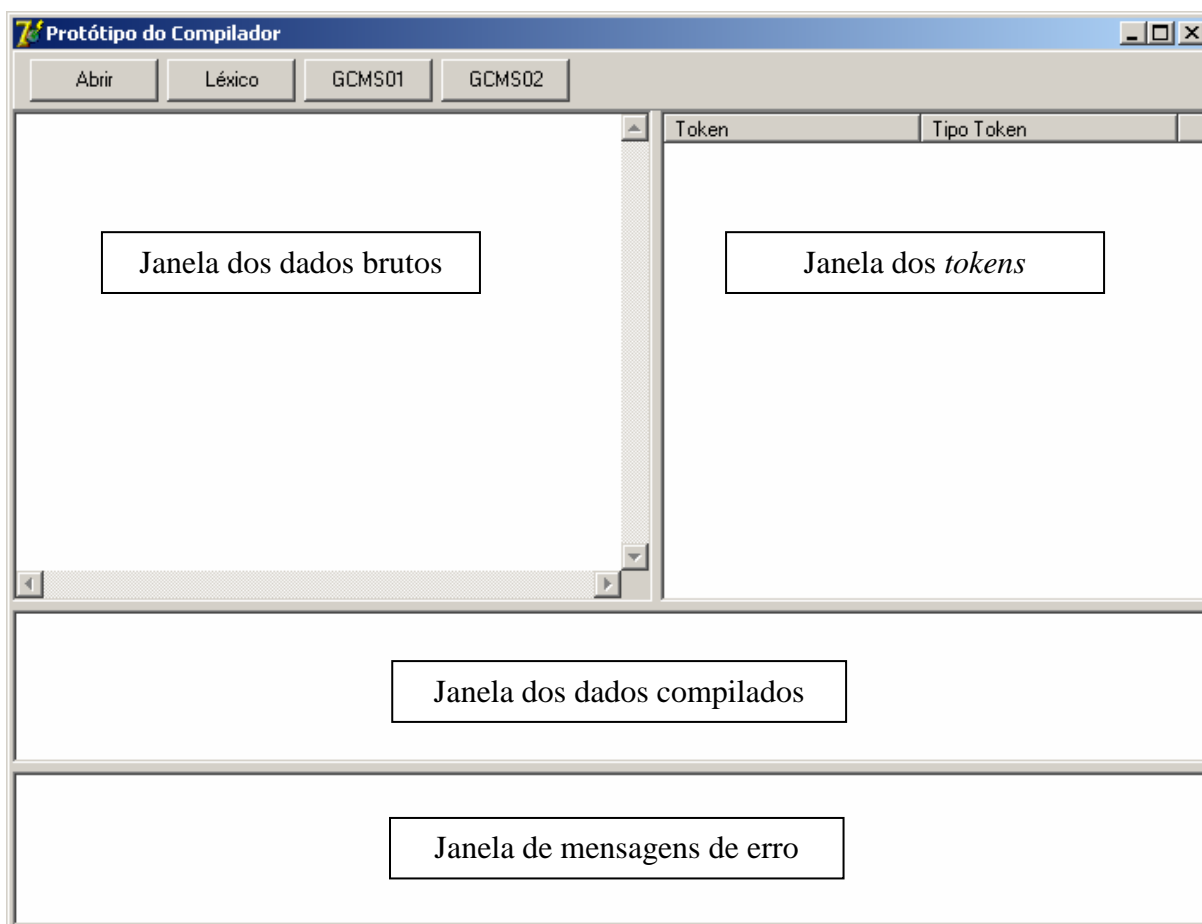 Protótipo do Compilador
Abrir Léxico GCMS01 GCMS02
Token Tipo Token
Janela dos dados brutos
Janela dos tokens
Janela dos dados compilados
Janela de mensagens de erro